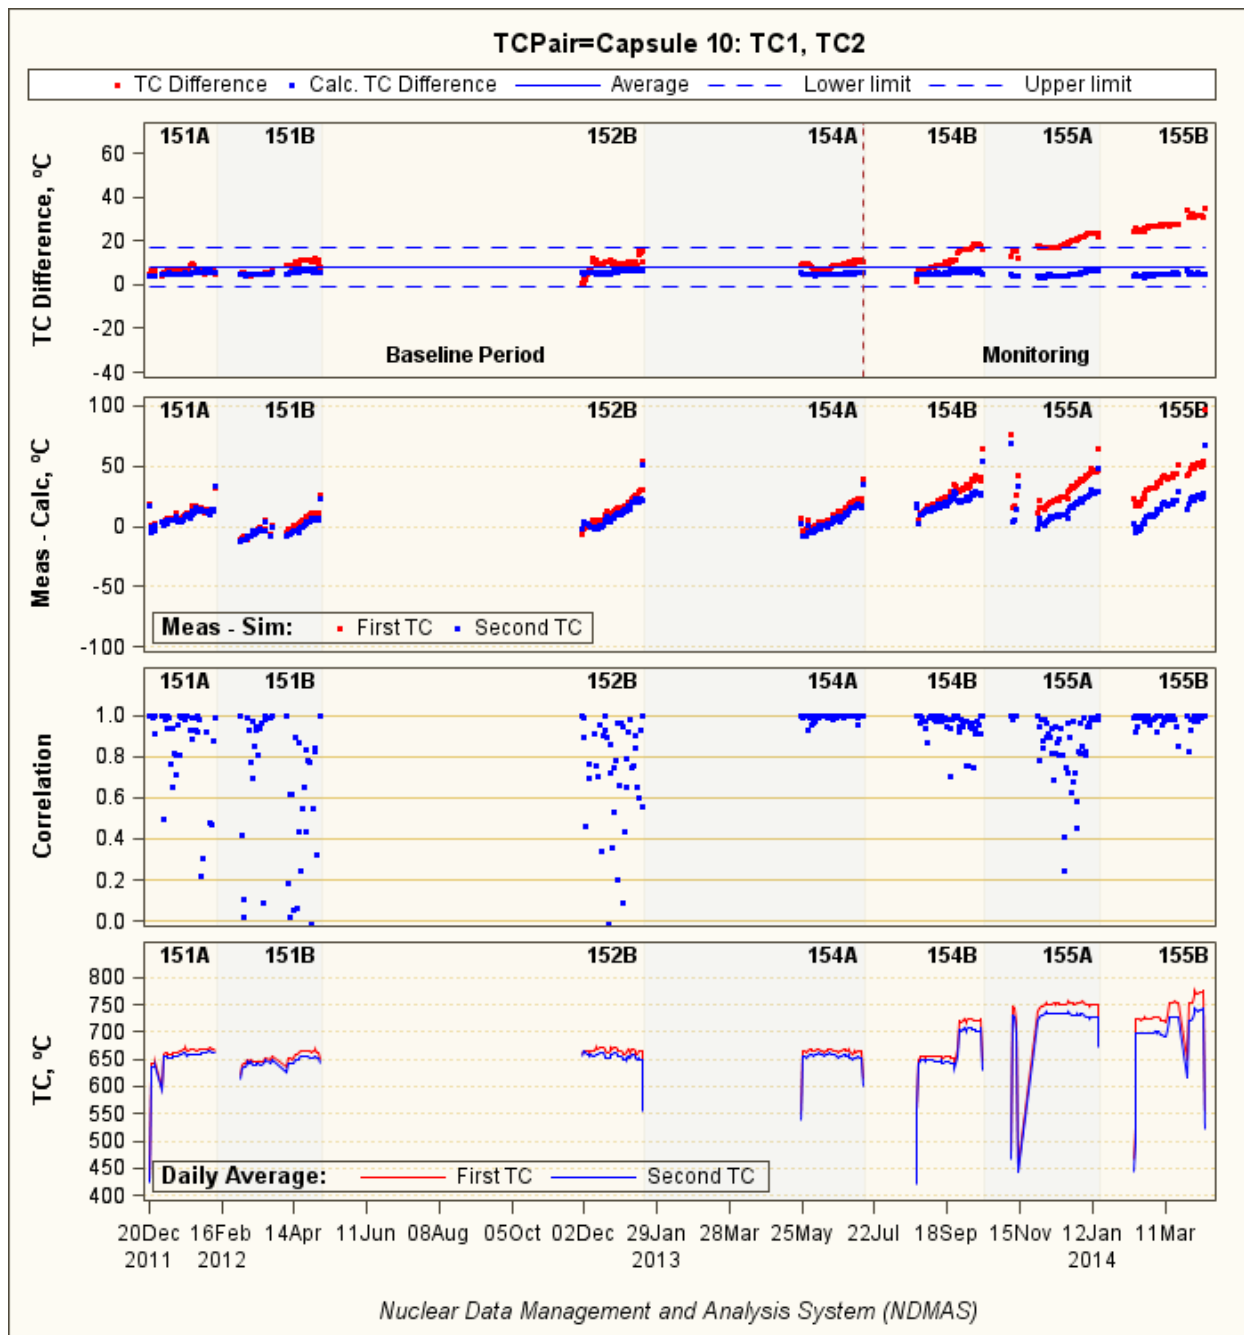 TCPair=Capsule 10: TC1, TC2
TC Difference Calc. TC Difference Average Lower limit Upper limit
TC Difference, ºC
60
40
20
0
-20
-40
151A 151B 152B 154A 154B 155A 155B
Baseline Period Monitoring
Meas - Calc, ºC
100
50
0
-50
-100
151A 151B 152B 154A 154B 155A 155B
Meas - Sim: First TC Second TC
Correlation
1.0
0.8
0.6
0.4
0.2
0.0
151A 151B 152B 154A 154B 155A 155B
TC, ºC
800
750
700
650
600
550
500
450
400
151A 151B 152B 154A 154B 155A 155B
Daily Average: First TC Second TC
20Dec 16Feb 14Apr 11Jun 08Aug 05Oct 02Dec 29Jan 28Mar 25May 22Jul 18Sep 15Nov 12Jan 11Mar
2011 2012 2013 2014
Nuclear Data Management and Analysis System (NDMAS)